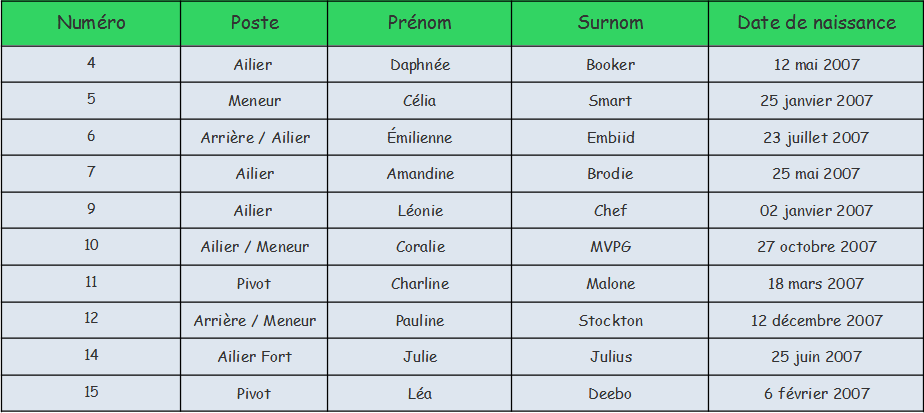 Numéro Poste Prénom Surnom Date de naissance
4 Ailier Daphnée Booker 12 mai 2007
5 Meneur Célia Smart 25 janvier 2007
6 Arrière / Ailier Émilienne Embiid 23 juillet 2007
7 Ailier Amandine Brodie 25 mai 2007
9 Ailier Léonie Chef 02 janvier 2007
10 Ailier / Meneur Coralie MVPG 27 octobre 2007
11 Pivot Charline Malone 18 mars 2007
12 Arrière / Meneur Pauline Stockton 12 décembre 2007
14 Ailier Fort Julie Julius 25 juin 2007
15 Pivot Léa Deebo 6 février 2007